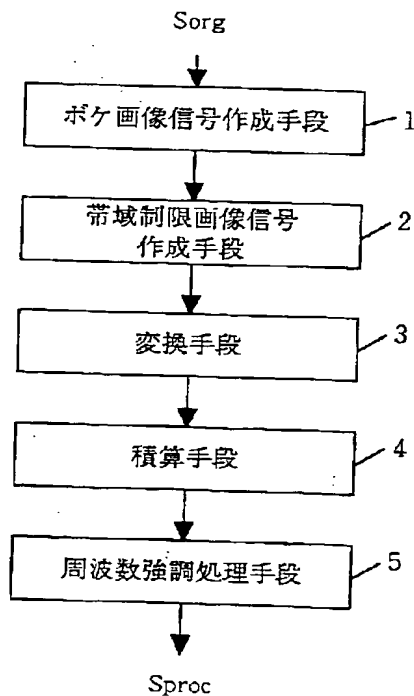 Sorg
ボケ画像信号作成手段
1
帯域制限画像信号
作成手段
2
変換手段
3
積算手段
4
周波数強調処理手段
5
Sproc